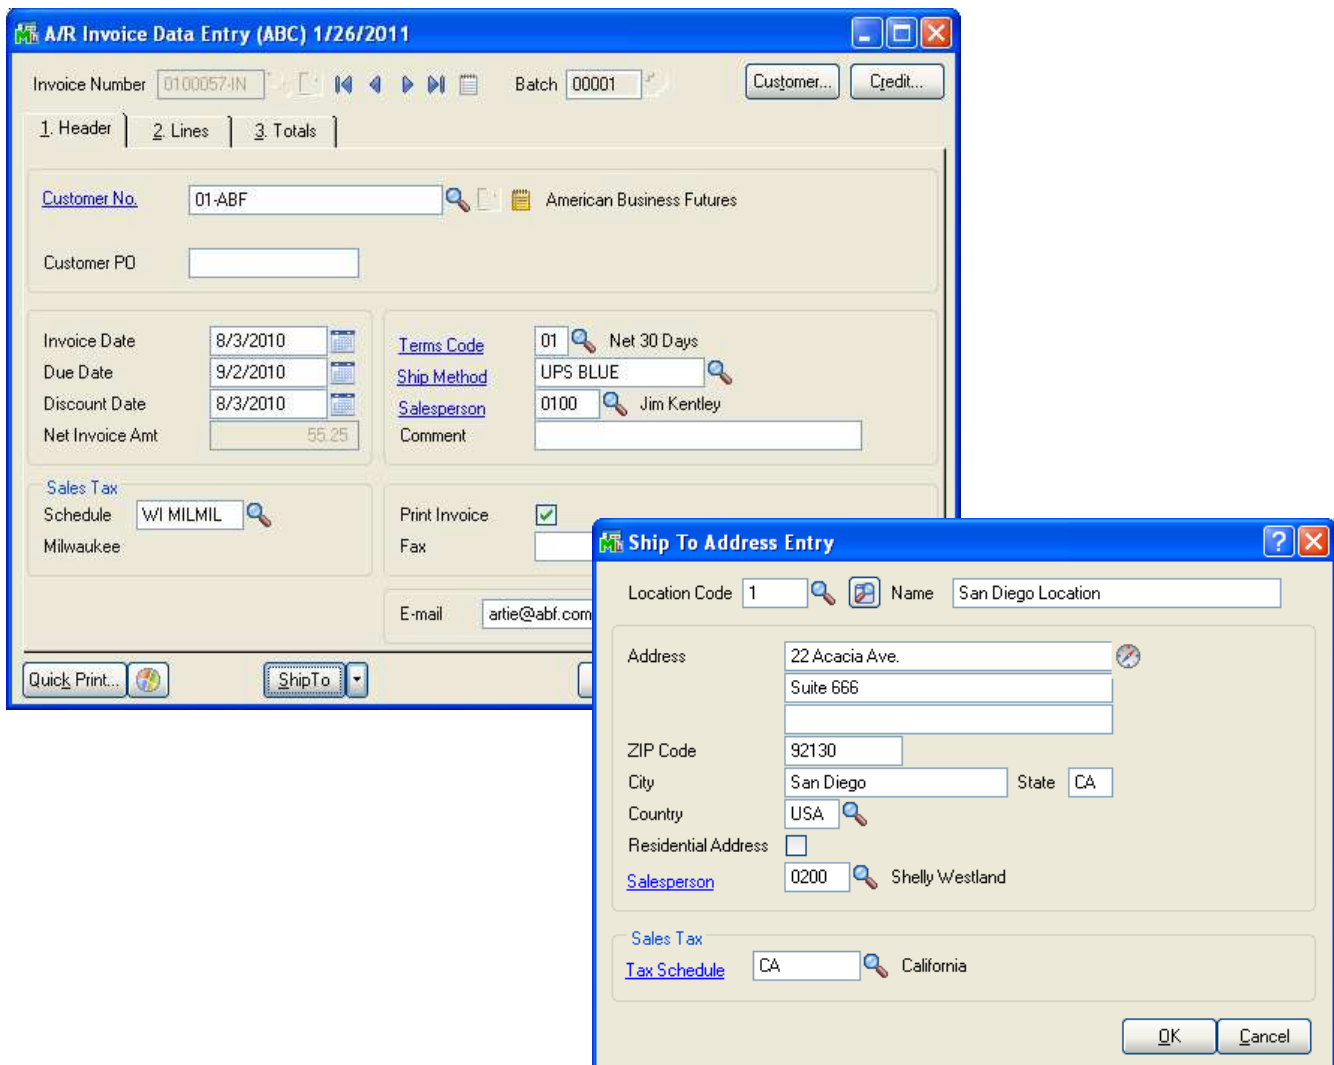 A/R Invoice Data Entry (ABC) 1/26/2011
Invoice Number 0100057-IN Batch 00001 Customer... Credit...
1. Header 2. Lines 3. Totals
Customer No. 01-ABF American Business Futures
Customer PO
Invoice Date 8/3/2010 Terms Code 01 Net 30 Days
Due Date 9/2/2010 Ship Method UPS BLUE
Discount Date 8/3/2010 Salesperson 0100 Jim Kentley
Net Invoice Amt 55.25 Comment
Sales Tax
Schedule WI MILMIL Print Invoice
Milwaukee Fax
E-mail artie@abf.com
Quick Print... ShipTo
Ship To Address Entry
Location Code 1 Name San Diego Location
Address 22 Acacia Ave.
Suite 666
ZIP Code 92130
City San Diego State CA
Country USA
Residential Address
Salesperson 0200 Shelly Westland
Sales Tax
Tax Schedule CA California
OK Cancel